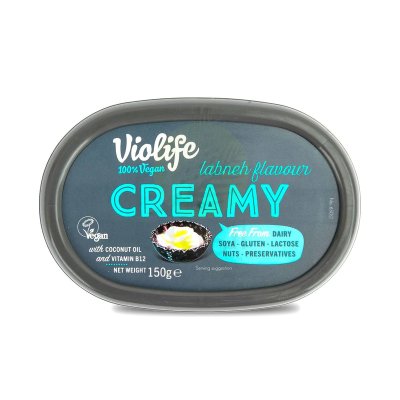 Violife
100% Vegan
labneh flavour
CREAMY
Vegan
with COCONUT OIL
and VITAMIN B12
NET WEIGHT 150g e
Free From DAIRY
SOYA - GLUTEN - LACTOSE
NUTS - PRESERVATIVES
Serving suggestion